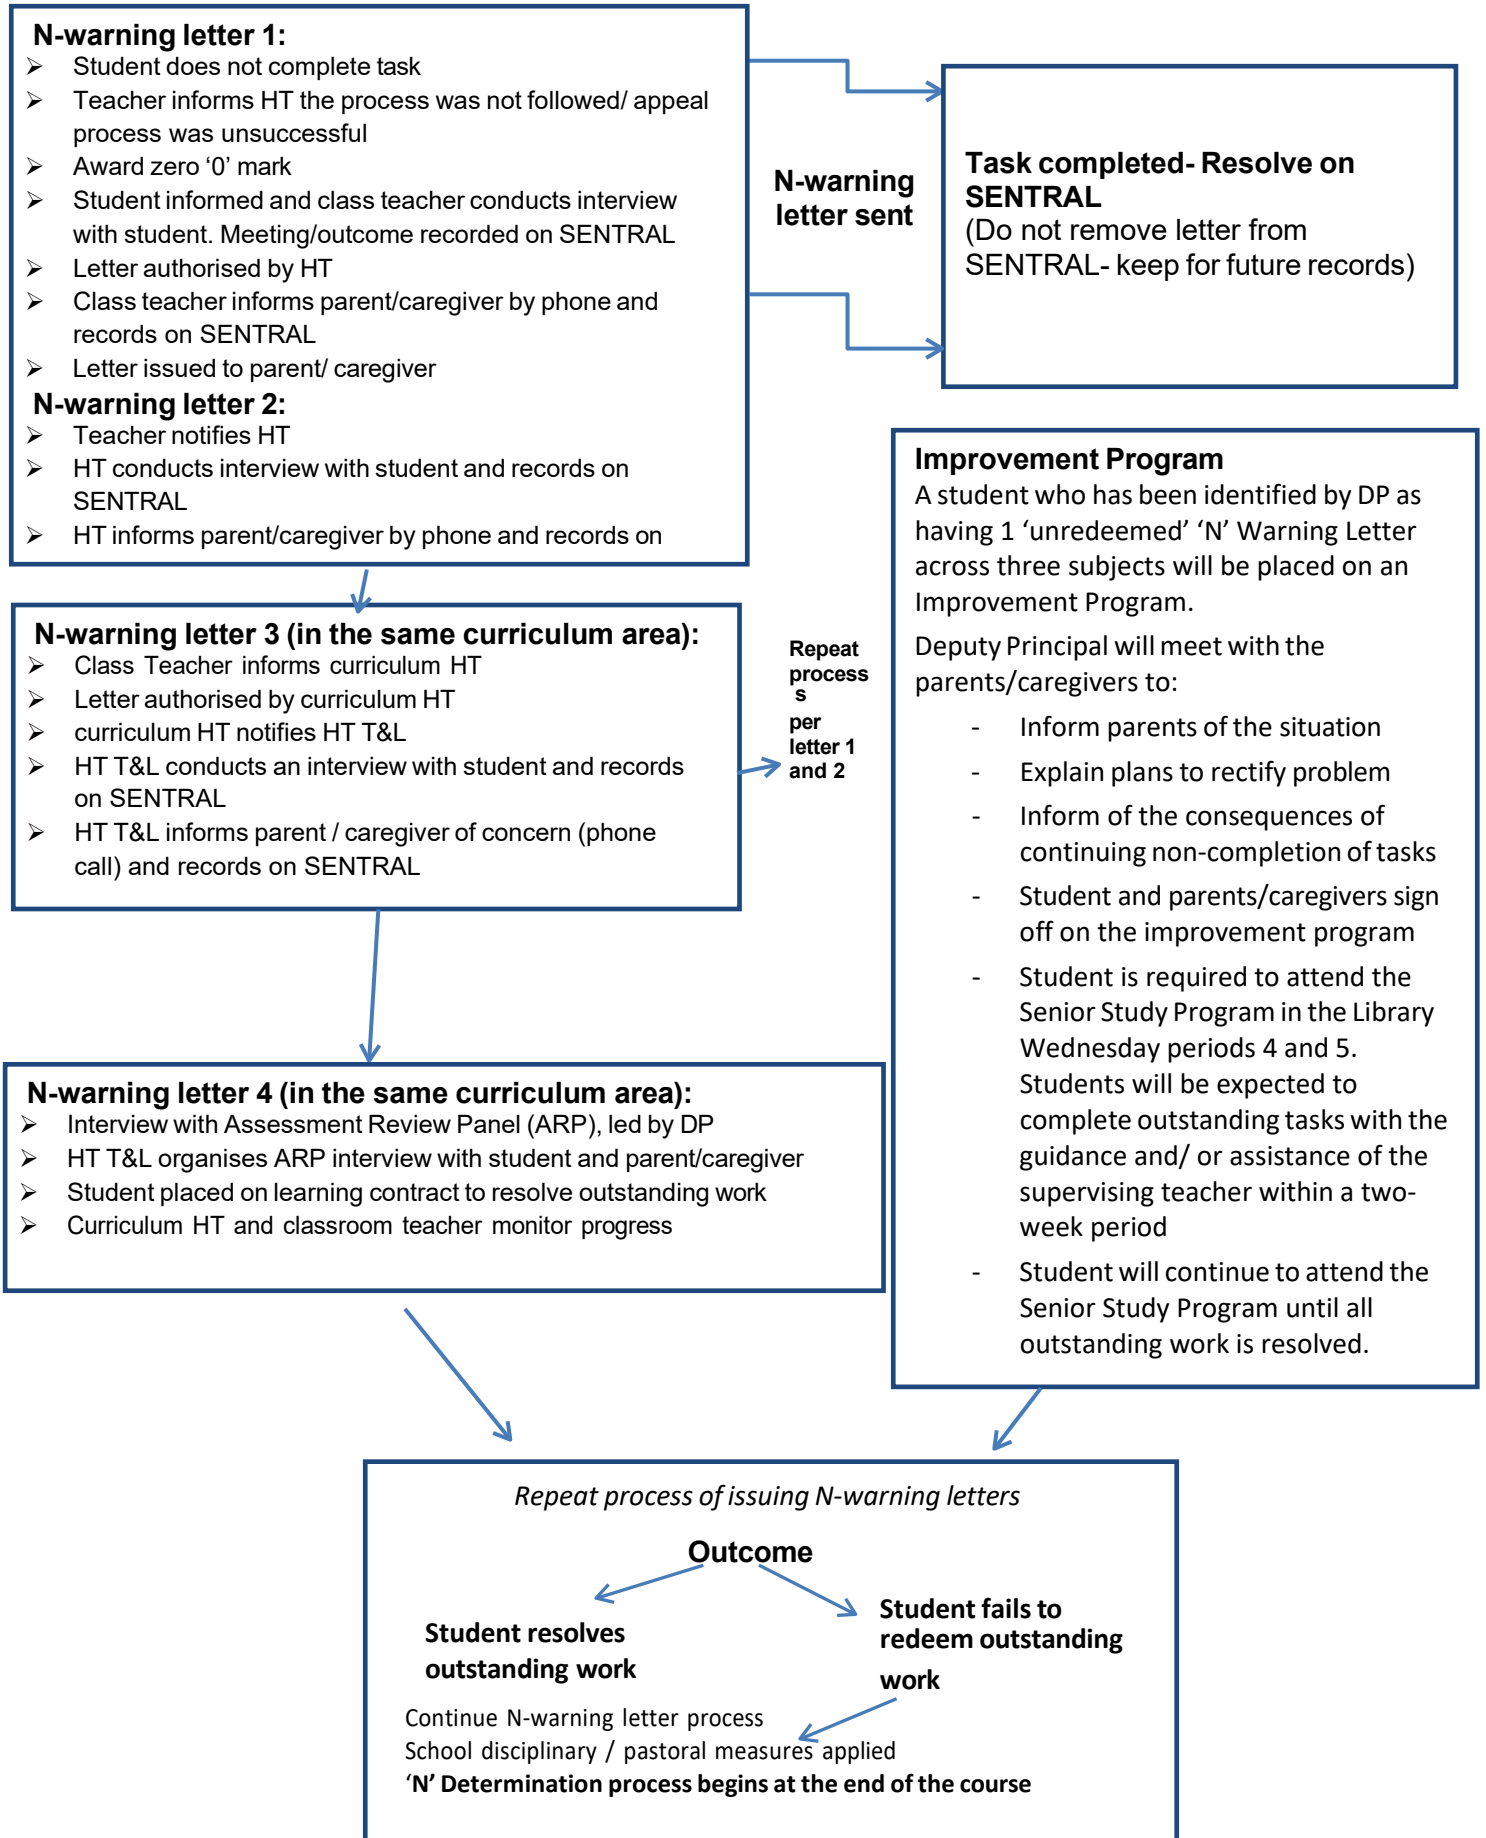 N-warning letter 1:
➢ Student does not complete task
➢ Teacher informs HT the process was not followed/ appeal
process was unsuccessful
➢ Award zero ‘0’ mark
➢ Student informed and class teacher conducts interview
with student. Meeting/outcome recorded on SENTRAL
➢ Letter authorised by HT
➢ Class teacher informs parent/caregiver by phone and
records on SENTRAL
➢ Letter issued to parent/ caregiver
N-warning letter 2:
➢ Teacher notifies HT
➢ HT conducts interview with student and records on
SENTRAL
➢ HT informs parent/caregiver by phone and records on
N-warning
letter sent
Task completed- Resolve on
SENTRAL
(Do not remove letter from
SENTRAL- keep for future records)
N-warning letter 3 (in the same curriculum area):
➢ Class Teacher informs curriculum HT
➢ Letter authorised by curriculum HT
➢ curriculum HT notifies HT T&L
➢ HT T&L conducts an interview with student and records
on SENTRAL
➢ HT T&L informs parent / caregiver of concern (phone
call) and records on SENTRAL
Repeat
process
s
per
letter 1
and 2
N-warning letter 4 (in the same curriculum area):
➢ Interview with Assessment Review Panel (ARP), led by DP
➢ HT T&L organises ARP interview with student and parent/caregiver
➢ Student placed on learning contract to resolve outstanding work
➢ Curriculum HT and classroom teacher monitor progress
Improvement Program
A student who has been identified by DP as
having 1 ‘unredeemed’ ‘N’ Warning Letter
across three subjects will be placed on an
Improvement Program.
Deputy Principal will meet with the
parents/caregivers to:
- Inform parents of the situation
- Explain plans to rectify problem
- Inform of the consequences of
continuing non-completion of tasks
- Student and parents/caregivers sign
off on the improvement program
- Student is required to attend the
Senior Study Program in the Library
Wednesday periods 4 and 5.
Students will be expected to
complete outstanding tasks with the
guidance and/ or assistance of the
supervising teacher within a two-
week period
- Student will continue to attend the
Senior Study Program until all
outstanding work is resolved.
Repeat process of issuing N-warning letters
Outcome
Student resolves
outstanding work
Student fails to
redeem outstanding
work
Continue N-warning letter process
School disciplinary / pastoral measures applied
‘N’ Determination process begins at the end of the course